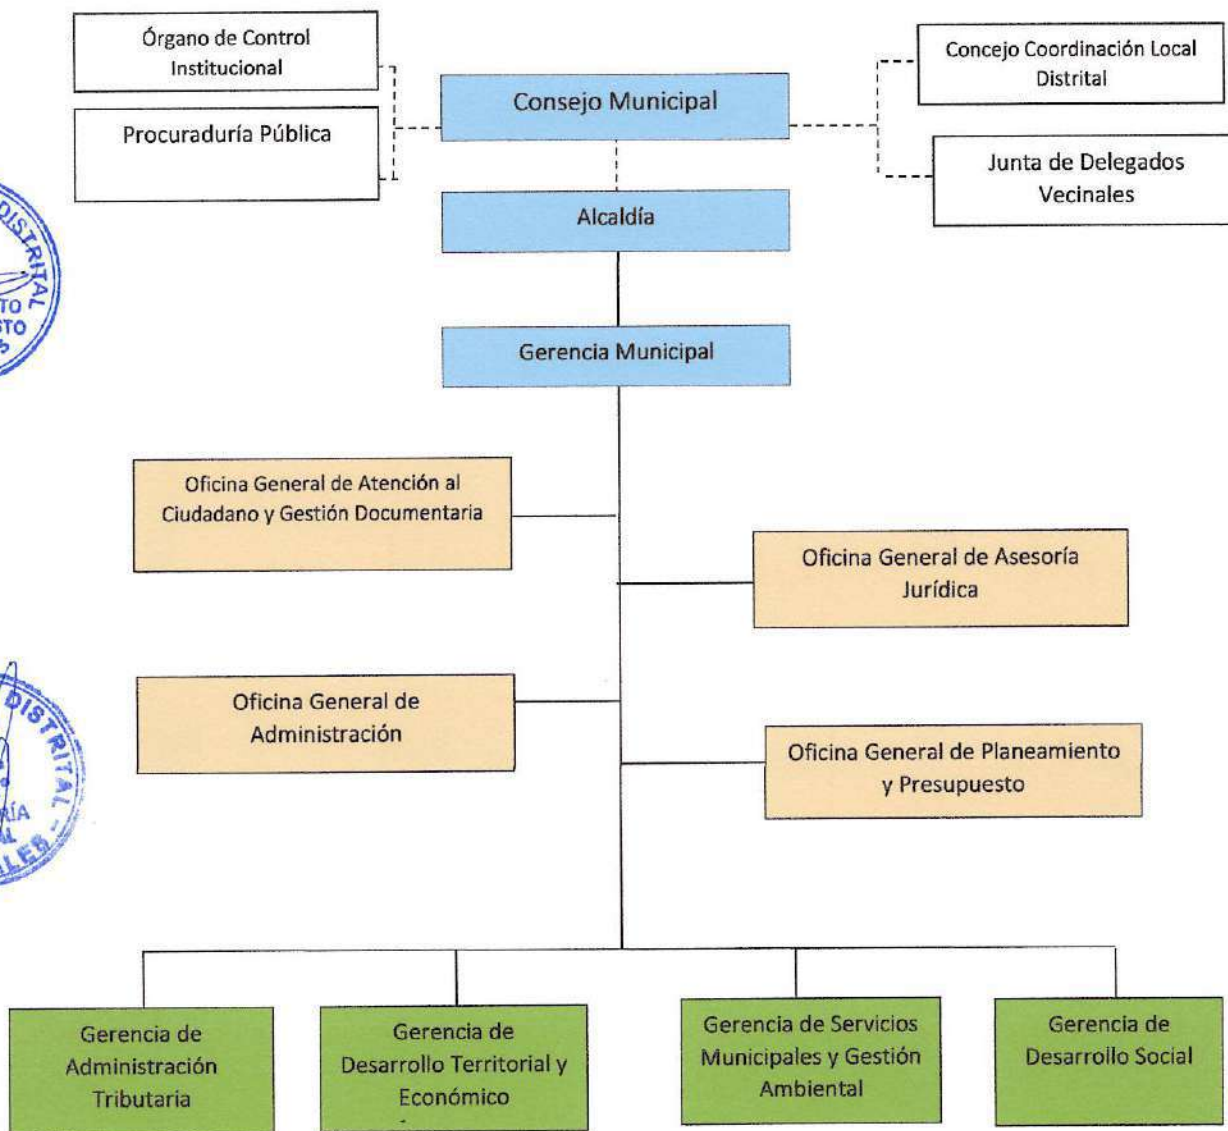 Órgano de Control
Institucional
Procuraduría Pública
Consejo Municipal
Concejo Coordinación Local
Distrital
Junta de Delegados
Vecinales
Alcaldía
DISTRITAL
Gerencia Municipal
Oficina General de Atención al
Ciudadano y Gestión Documentaria
Oficina General de Asesoría
Jurídica
Oficina General de
Administración
Oficina General de Planeamiento
y Presupuesto
DISTRITAL
Gerencia de
Administración
Tributaria
Gerencia de
Desarrollo Territorial y
Económico
Gerencia de Servicios
Municipales y Gestión
Ambiental
Gerencia de
Desarrollo Social